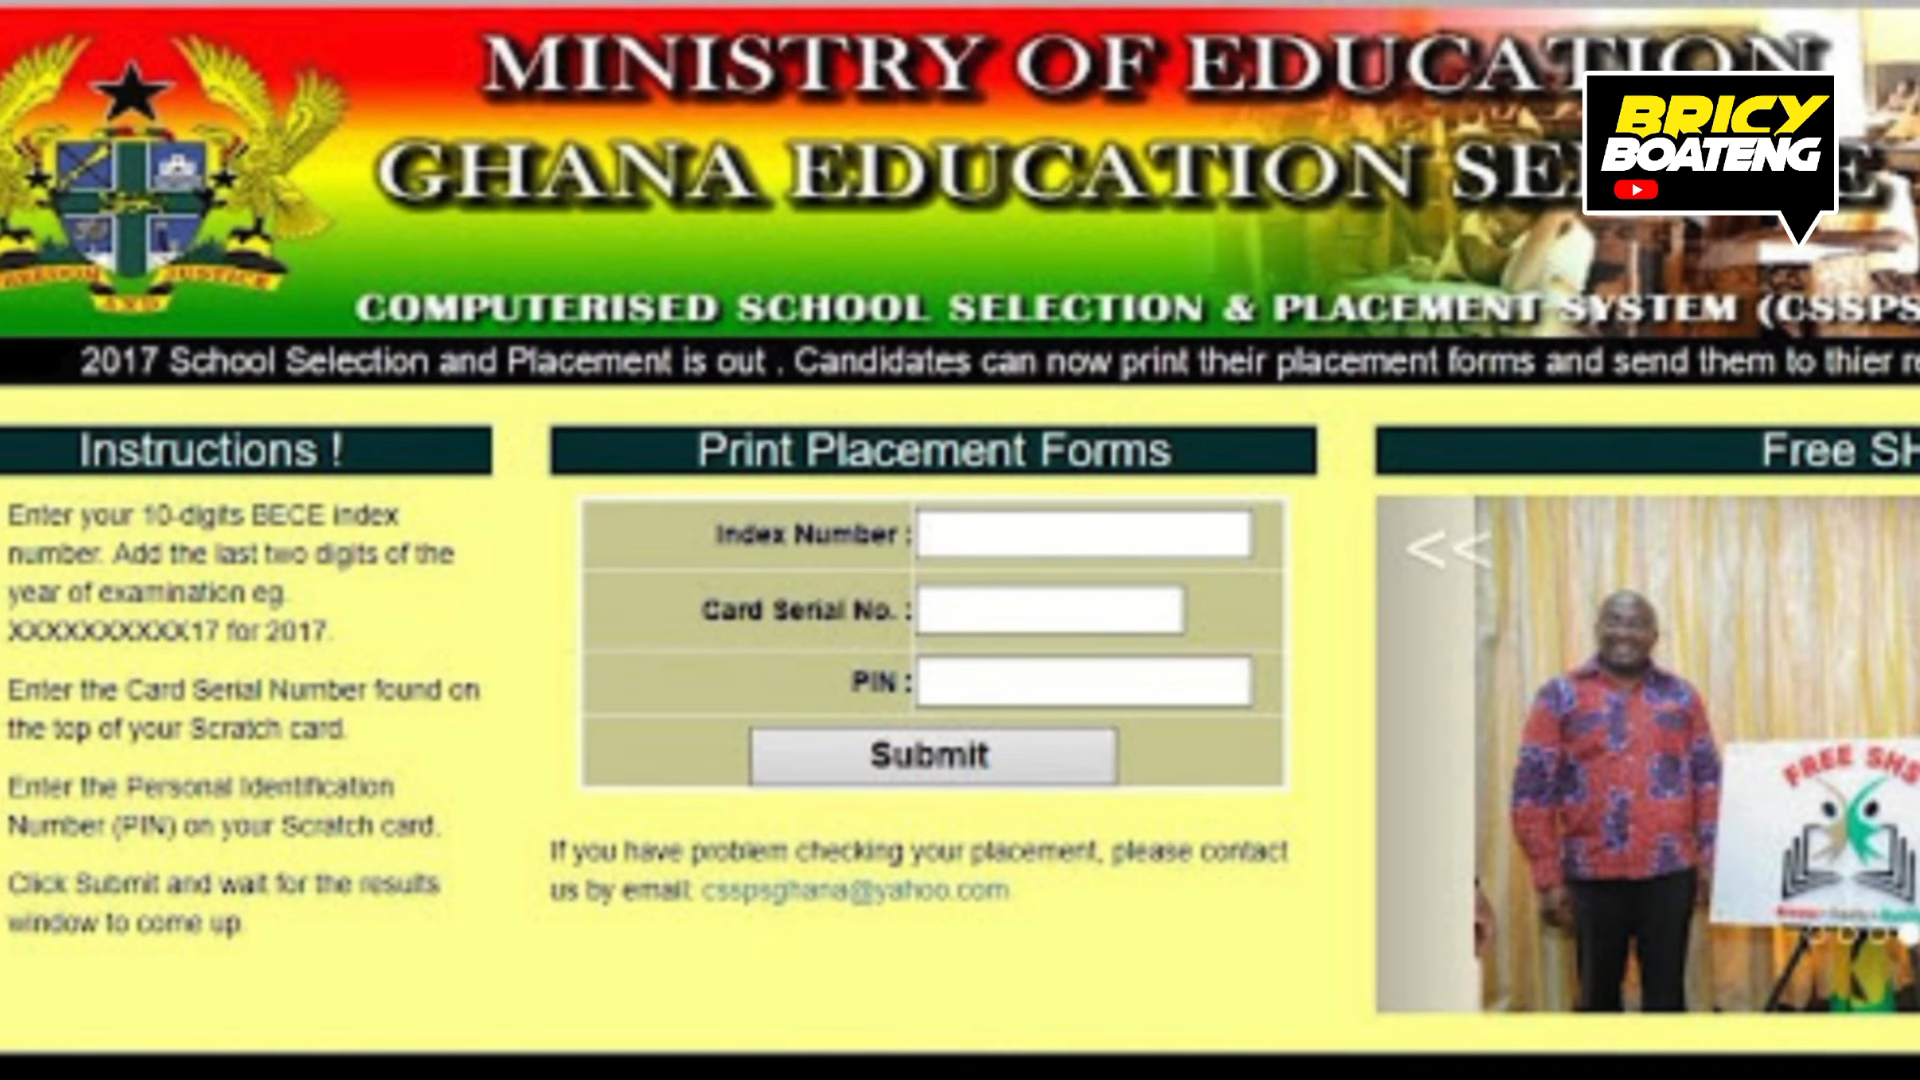 MINISTRY OF EDUCATION
GHANA EDUCATION SE
BRICY
BOATENG
FREEDOM AND JUSTICE
COMPUTERISED SCHOOL SELECTION & PLACEMENT SYSTEM (CSSPS
2017 School Selection and Placement is out . Candidates can now print their placement forms and send them to thier re
Instructions !
Enter your 10-digits BECE index
number. Add the last two digits of the
year of examination eg.
XXXXXXXXXX17 for 2017.
Enter the Card Serial Number found on
the top of your Scratch card.
Enter the Personal Identification
Number (PIN) on your Scratch card.
Click Submit and wait for the results
window to come up.
Print Placement Forms
Index Number :
Card Serial No. :
PIN :
Submit
If you have problem checking your placement, please contact
us by email: csspsghana@yahoo.com
Free SH
<<
FREE SHS